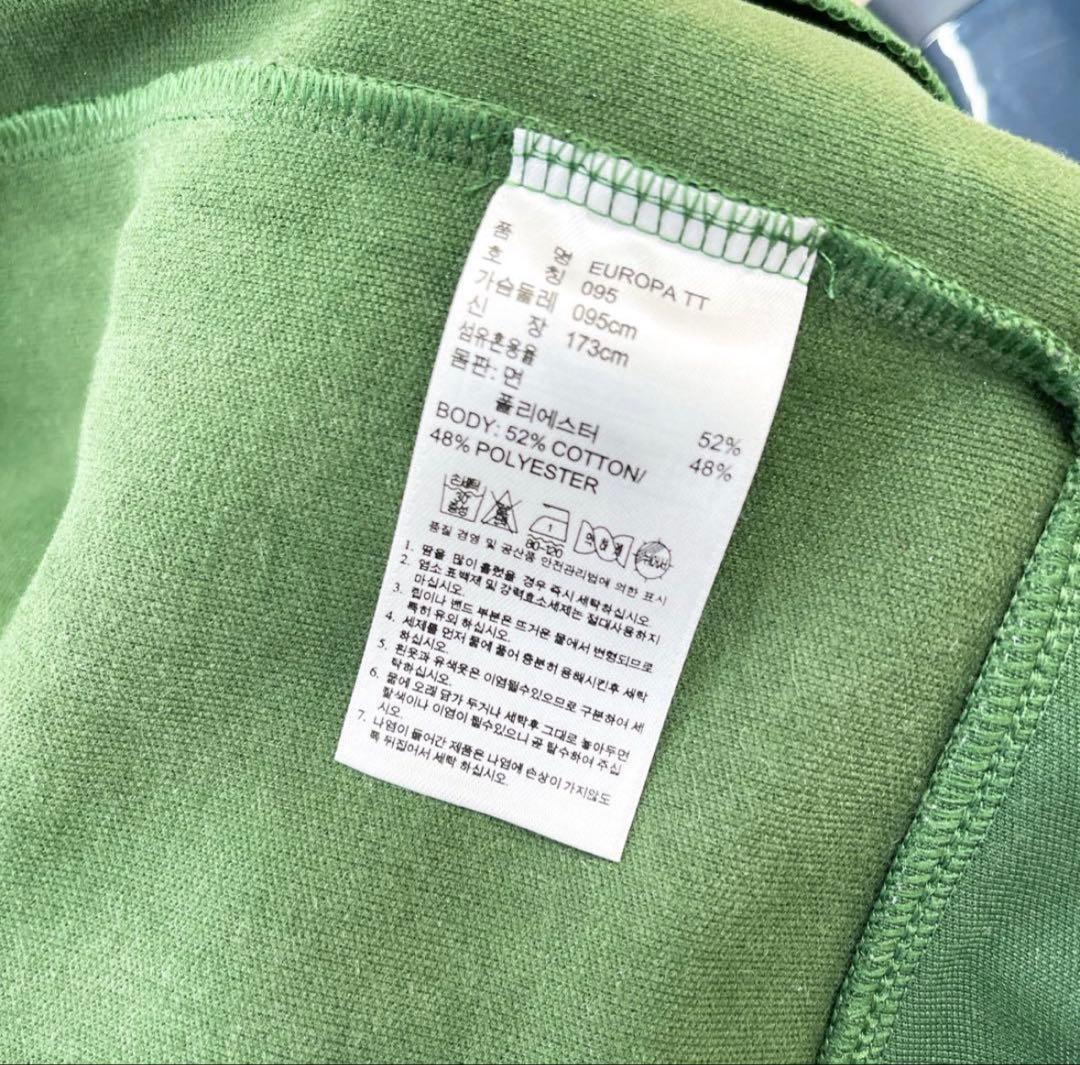 품 명 EUROPA TT
호 칭 095
가슴둘레 095cm
신 장 173cm
섬유혼용율
몸판: 면 52%
폴리에스터 48%
BODY: 52% COTTON/
48% POLYESTER
80-120
품질 경영 및 공산품 안전관리법에 의한 표시
1. 땀을 많이 흘렸을 경우 즉시 세탁하십시오
2. 염소 표백제 및 강력효소세제는 절대사용하지
마십시오.
3. 립이나 밴드 부분은 뜨거운 물에서 변형되므로
특히 유의 하십시오.
4. 세제를 먼저 물에 풀어 충분히 용해시킨후 세탁
하십시오.
5. 흰옷과 유색옷은 이염될수있으므로 구분하여 세
탁하십시오.
6. 물에 오래 담가 두거나 세탁후 그대로 놓아두면
탈색이나 이염이 될수있으니 곧 탈수하여 주십
시오.
7. 나염이 들어간 제품은 나염에 손상이 가지않도
록 뒤집어서 세탁 하십시오.